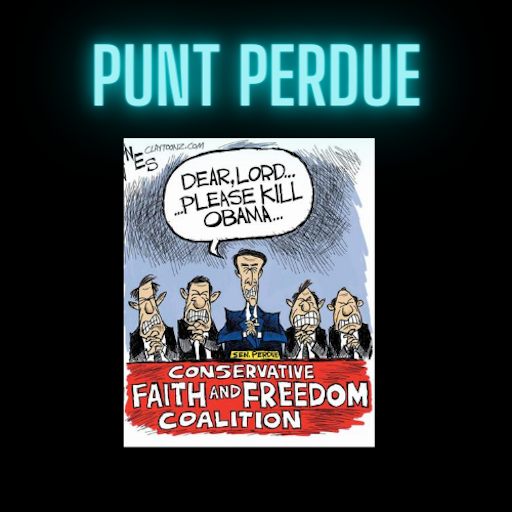 PUNT PERDUE
CLAYTOONZ.COM
DEAR, LORD...
...PLEASE KILL
OBAMA...
SEN. PERDUE
CONSERVATIVE
FAITH AND FREEDOM
COALITION